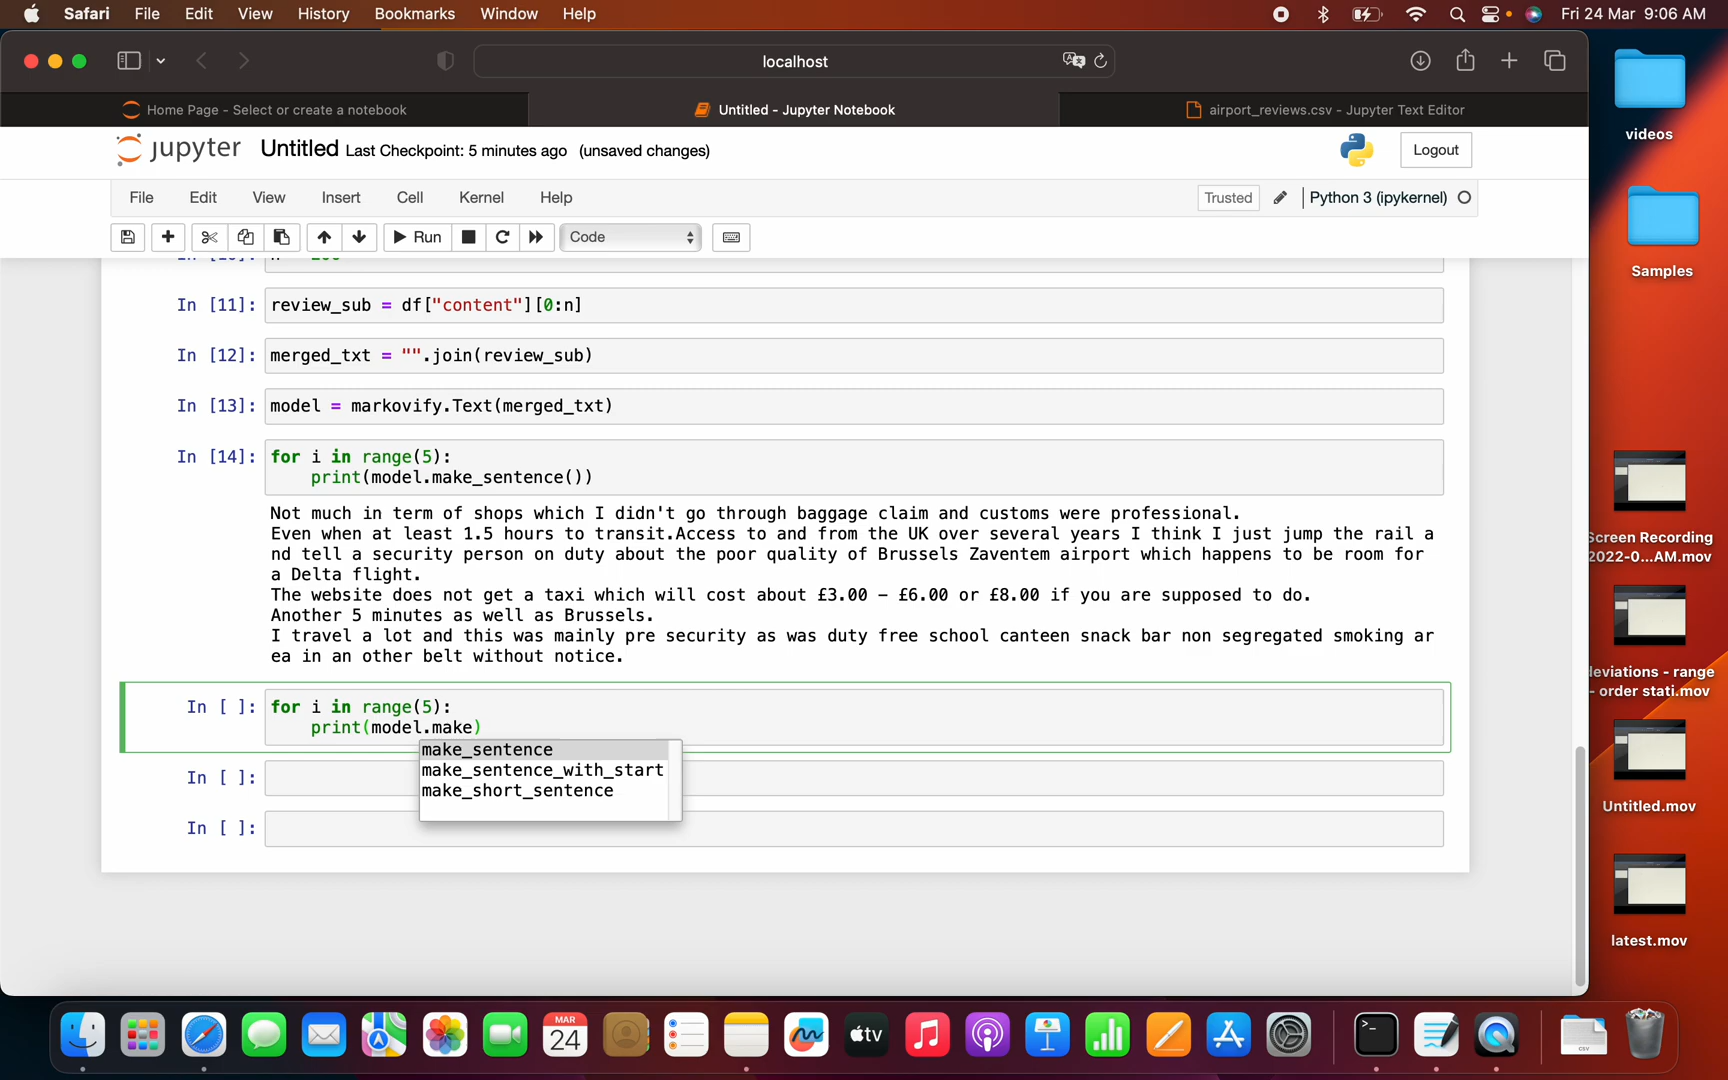 Safari File Edit View History Bookmarks Window Help Fri 24 Mar 9:06 AM
localhost
Home Page - Select or create a notebook
Untitled - Jupyter Notebook
airport_reviews.csv - Jupyter Text Editor
jupyter Untitled Last Checkpoint: 5 minutes ago (unsaved changes)
Logout
File Edit View Insert Cell Kernel Help
Trusted Python 3 (ipykernel)
Run Code
In [11]: review_sub = df["content"][0:n]
In [12]: merged_txt = "".join(review_sub)
In [13]: model = markovify.Text(merged_txt)
In [14]: for i in range(5):
print(model.make_sentence())
Not much in term of shops which I didn't go through baggage claim and customs were professional.
Even when at least 1.5 hours to transit.Access to and from the UK over several years I think I just jump the rail a
nd tell a security person on duty about the poor quality of Brussels Zaventem airport which happens to be room for
a Delta flight.
The website does not get a taxi which will cost about £3.00 – £6.00 or £8.00 if you are supposed to do.
Another 5 minutes as well as Brussels.
I travel a lot and this was mainly pre security as was duty free school canteen snack bar non segregated smoking ar
ea in an other belt without notice.
In [ ]: for i in range(5):
print(model.make)
make_sentence
make_sentence_with_start
make_short_sentence
In [ ]:
In [ ]:
videos
Samples
Screen Recording
2022-0...AM.mov
deviations - range
- order stati.mov
Untitled.mov
latest.mov
MAR
24
tv
CSV